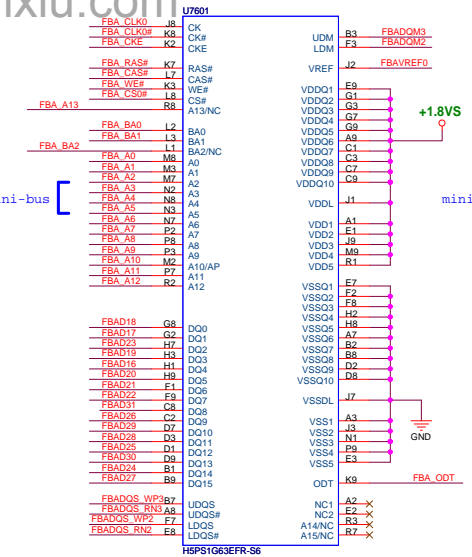 nixiu.com
U7601
FBA_CLK0 J8 CK
FBA_CLK0# K8 CK#
FBA_CKE K2 CKE
FBA_RAS# K7 RAS#
FBA_CAS# L7 CAS#
FBA_WE# K3 WE#
FBA_CS0# L8 CS#
FBA_A13 R8 A13/NC
FBA_BA0 L2 BA0
FBA_BA1 L3 BA1
FBA_BA2 L1 BA2/NC
FBA_A0 M8 A0
FBA_A1 M3 A1
FBA_A2 M7 A2
FBA_A3 N2 A3
FBA_A4 N8 A4
FBA_A5 N3 A5
FBA_A6 N7 A6
FBA_A7 P2 A7
FBA_A8 P8 A8
FBA_A9 P3 A9
FBA_A10 M2 A10/AP
FBA_A11 P7 A11
FBA_A12 R2 A12
ni-bus
FBAD18 G8 DQ0
FBAD17 G2 DQ1
FBAD23 H7 DQ2
FBAD19 H3 DQ3
FBAD16 H1 DQ4
FBAD20 H9 DQ5
FBAD21 F1 DQ6
FBAD22 F9 DQ7
FBAD31 C8 DQ8
FBAD26 C2 DQ9
FBAD29 D7 DQ10
FBAD28 D3 DQ11
FBAD25 D1 DQ12
FBAD30 D9 DQ13
FBAD24 B1 DQ14
FBAD27 B9 DQ15
FBADQS_WP3 B7 UDQS
FBADQS_RN3 A8 UDQS#
FBADQS_WP2 F7 LDQS
FBADQS_RN2 E8 LDQS#
UDM B3 FBADQM3
LDM F3 FBADQM2
VREF J2 FBAVREF0
VDDQ1 E9
VDDQ2 G1
VDDQ3 G3
VDDQ4 G7
VDDQ5 G9
VDDQ6 A9
VDDQ7 C1
VDDQ8 C3
VDDQ9 C7
VDDQ10 C9
+1.8VS
VDDL J1
mini
VDD1 A1
VDD2 E1
VDD3 J9
VDD4 M9
VDD5 R1
VSSQ1 E7
VSSQ2 F2
VSSQ3 F8
VSSQ4 H2
VSSQ5 H8
VSSQ6 A7
VSSQ7 B2
VSSQ8 B8
VSSQ9 D2
VSSQ10 D8
VSSDL J7
GND
VSS1 A3
VSS2 J3
VSS3 N1
VSS4 P9
VSS5 E3
ODT K9 FBA_ODT
NC1 A2
NC2 E2
A14/NC R3
A15/NC R7
H5PS1G63EFR-S6